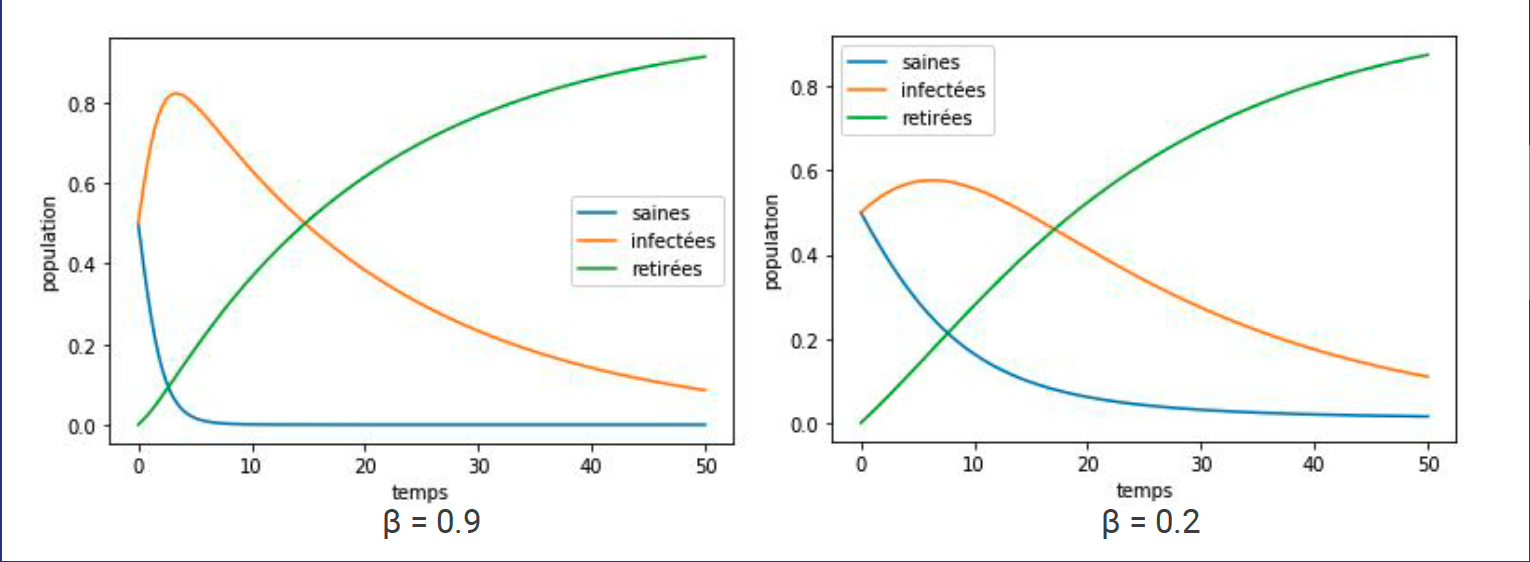 population
0.8
0.6
0.4
0.2
0.0
saines
infectées
retirées
0 10 20 30 40 50
temps
β = 0.9
population
0.8
0.6
0.4
0.2
0.0
saines
infectées
retirées
0 10 20 30 40 50
temps
β = 0.2